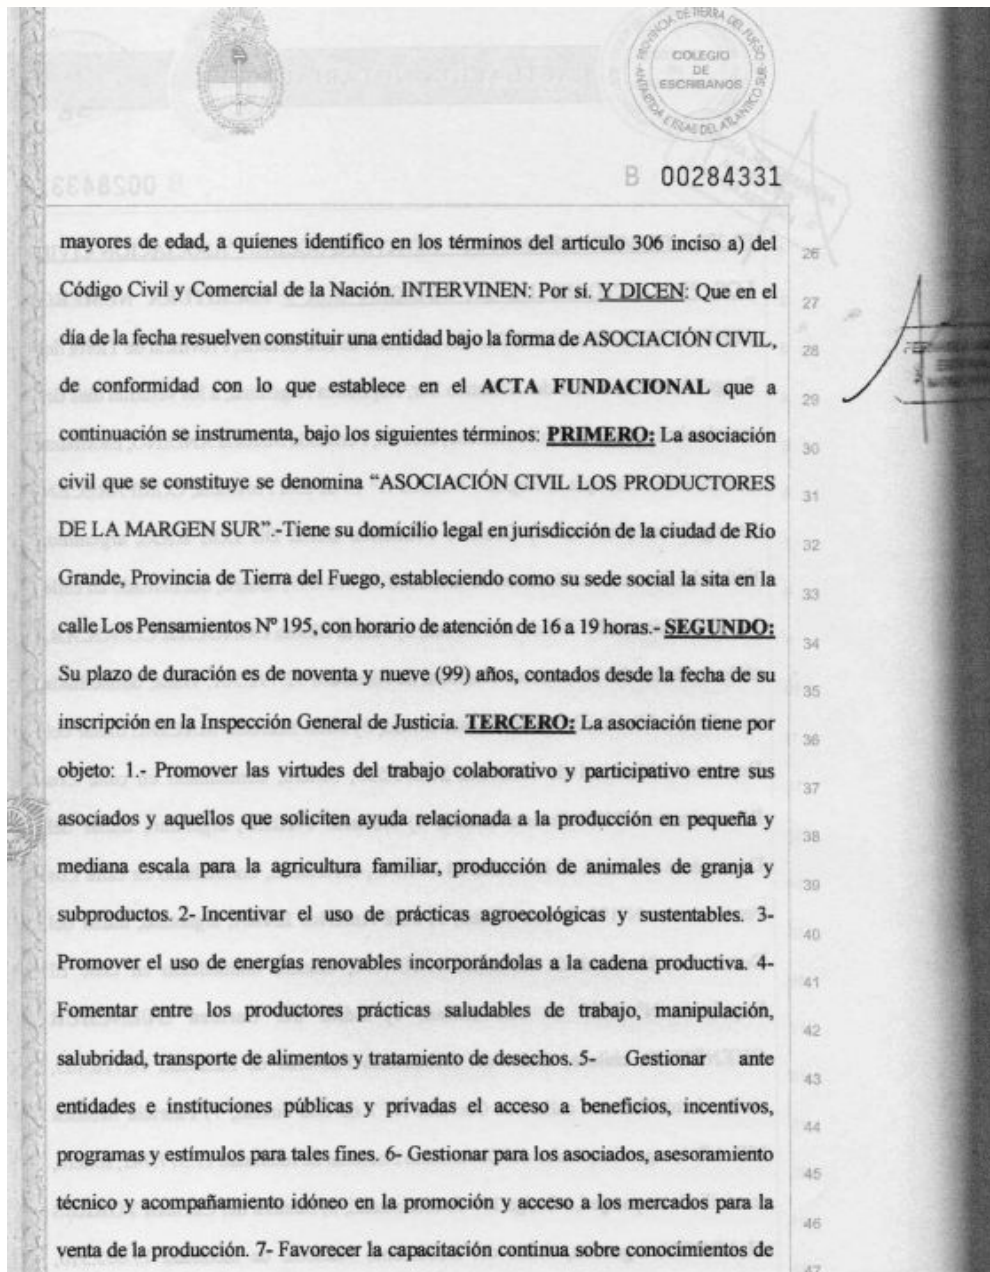 PROVINCIA DE TIERRA DEL FUEGO
ANTARTIDA E ISLAS DEL ATLANTICO SUR
COLEGIO
DE
ESCRIBANOS
B 00284331
mayores de edad, a quienes identifico en los términos del artículo 306 inciso a) del
26
Código Civil y Comercial de la Nación. INTERVINEN: Por sí. Y DICEN: Que en el
27
día de la fecha resuelven constituir una entidad bajo la forma de ASOCIACIÓN CIVIL,
28
de conformidad con lo que establece en el ACTA FUNDACIONAL que a
29
continuación se instrumenta, bajo los siguientes términos: PRIMERO: La asociación
30
civil que se constituye se denomina “ASOCIACIÓN CIVIL LOS PRODUCTORES
31
DE LA MARGEN SUR”.-Tiene su domicilio legal en jurisdicción de la ciudad de Río
32
Grande, Provincia de Tierra del Fuego, estableciendo como su sede social la sita en la
33
calle Los Pensamientos Nº 195, con horario de atención de 16 a 19 horas.- SEGUNDO:
34
Su plazo de duración es de noventa y nueve (99) años, contados desde la fecha de su
35
inscripción en la Inspección General de Justicia. TERCERO: La asociación tiene por
36
objeto: 1.- Promover las virtudes del trabajo colaborativo y participativo entre sus
37
asociados y aquellos que soliciten ayuda relacionada a la producción en pequeña y
38
mediana escala para la agricultura familiar, producción de animales de granja y
39
subproductos. 2- Incentivar el uso de prácticas agroecológicas y sustentables. 3-
40
Promover el uso de energías renovables incorporándolas a la cadena productiva. 4-
41
Fomentar entre los productores prácticas saludables de trabajo, manipulación,
42
salubridad, transporte de alimentos y tratamiento de desechos. 5- Gestionar ante
43
entidades e instituciones públicas y privadas el acceso a beneficios, incentivos,
44
programas y estímulos para tales fines. 6- Gestionar para los asociados, asesoramiento
45
técnico y acompañamiento idóneo en la promoción y acceso a los mercados para la
46
venta de la producción. 7- Favorecer la capacitación continua sobre conocimientos de
47